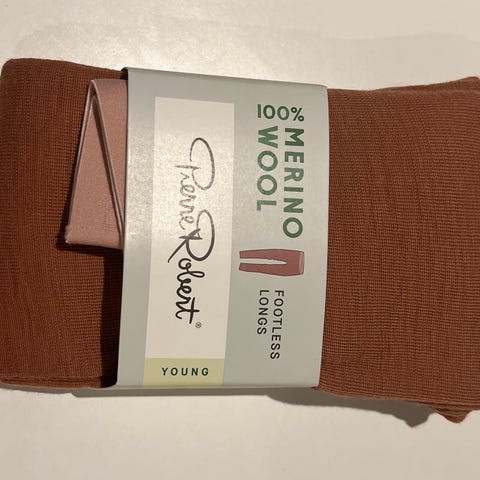 100%
MERINO
WOOL
Pierre Robert®
FOOTLESS
LONGS
YOUNG